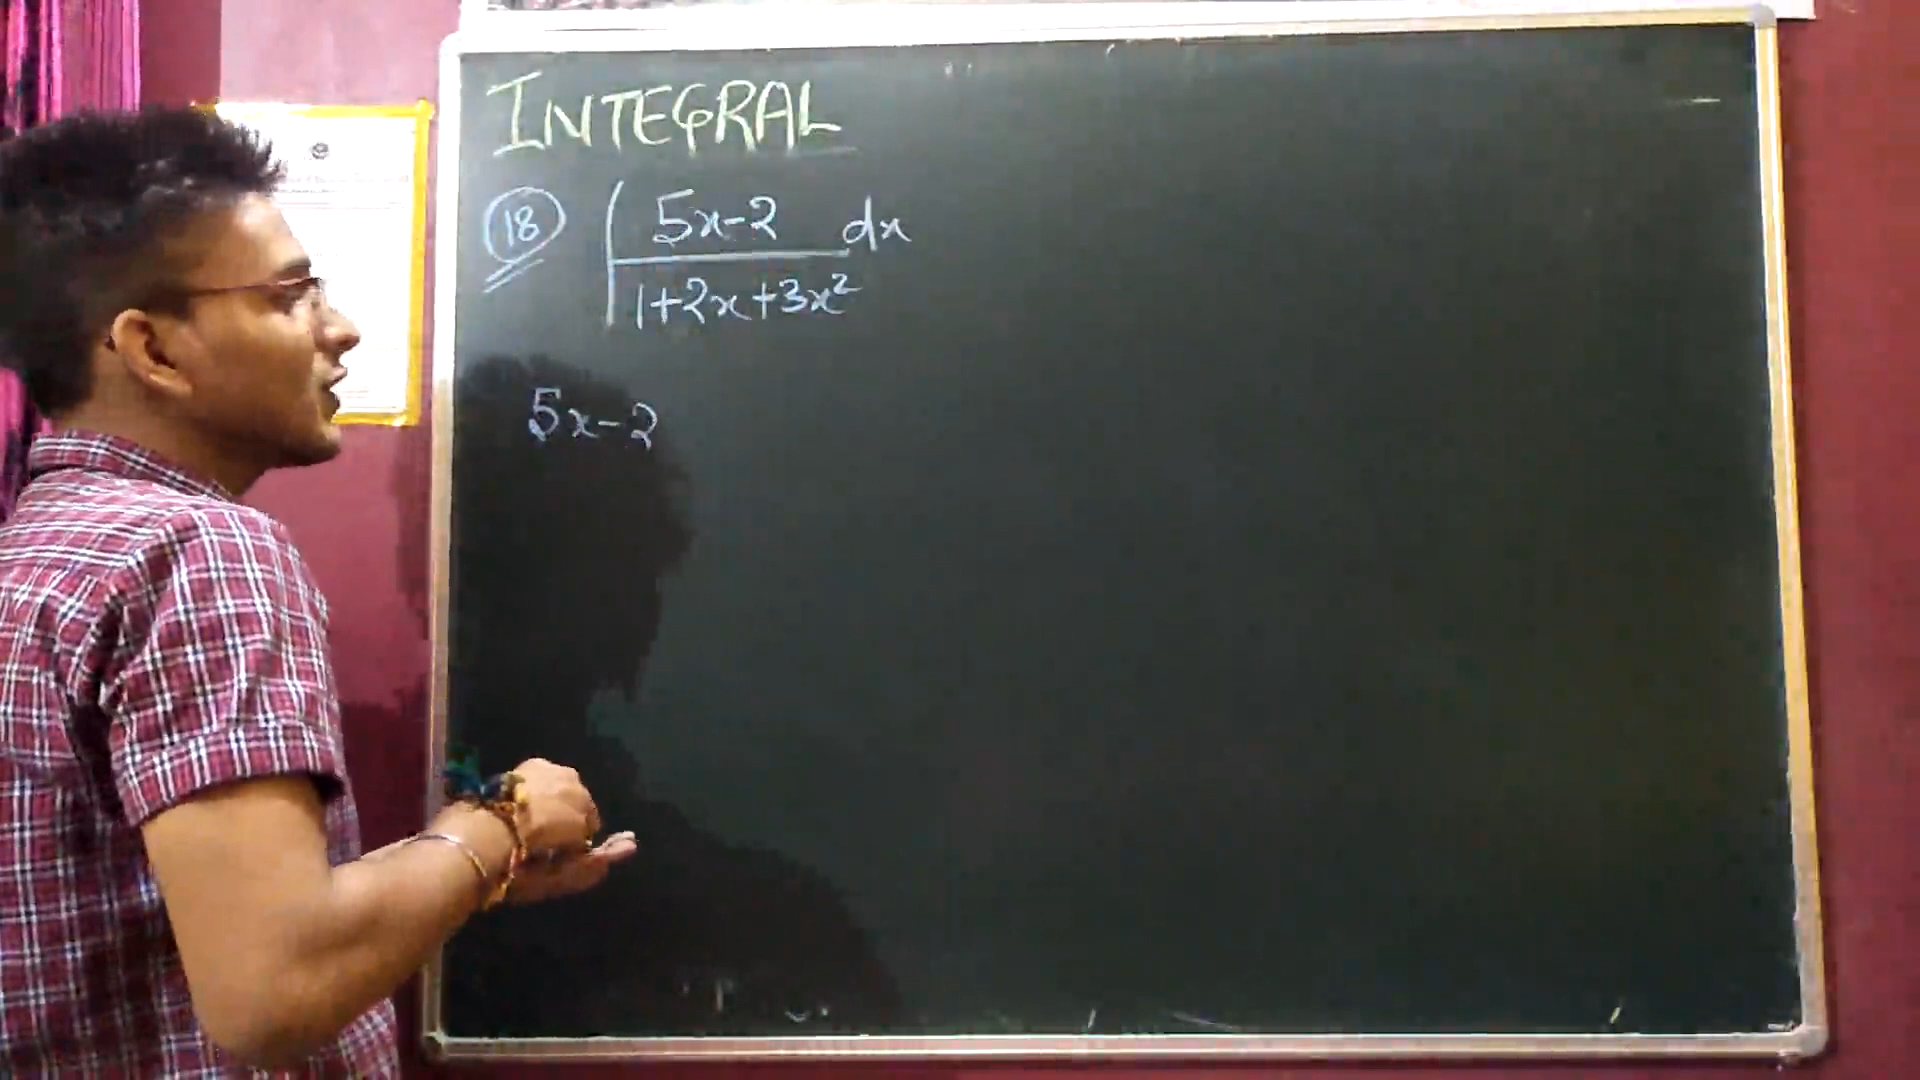 INTEGRAL
18 ∫ 5x-2 dx
1+2x+3x²
5x-2